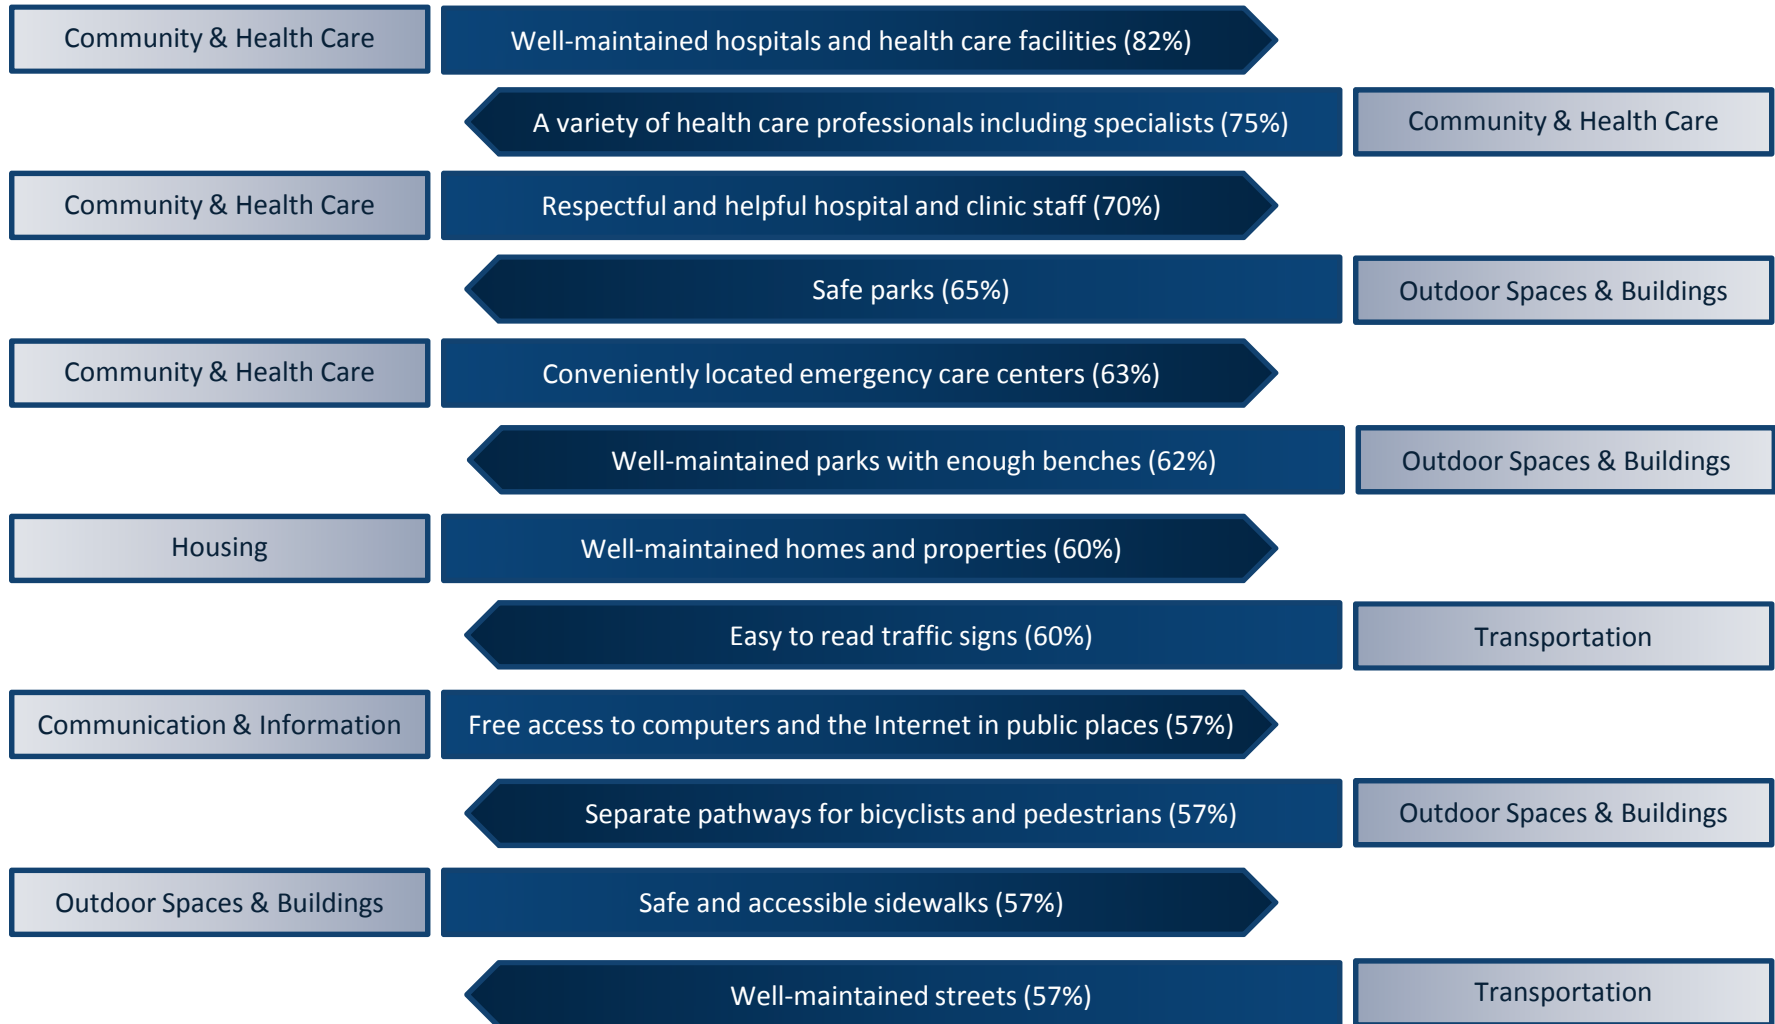 Community & Health Care
Well-maintained hospitals and health care facilities (82%)
A variety of health care professionals including specialists (75%)
Community & Health Care
Community & Health Care
Respectful and helpful hospital and clinic staff (70%)
Safe parks (65%)
Outdoor Spaces & Buildings
Community & Health Care
Conveniently located emergency care centers (63%)
Well-maintained parks with enough benches (62%)
Outdoor Spaces & Buildings
Housing
Well-maintained homes and properties (60%)
Easy to read traffic signs (60%)
Transportation
Communication & Information
Free access to computers and the Internet in public places (57%)
Separate pathways for bicyclists and pedestrians (57%)
Outdoor Spaces & Buildings
Outdoor Spaces & Buildings
Safe and accessible sidewalks (57%)
Well-maintained streets (57%)
Transportation